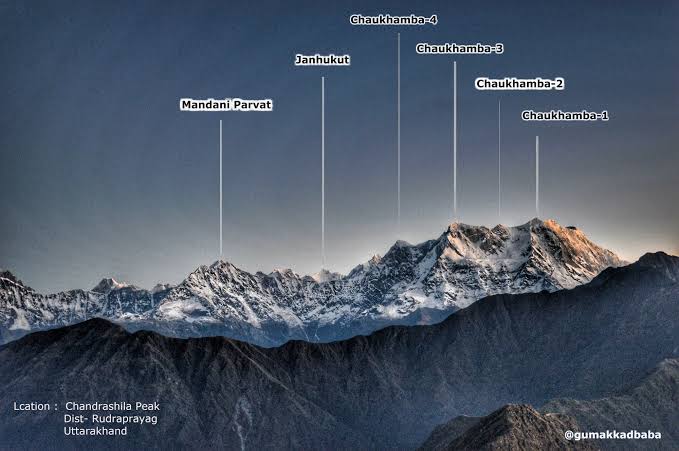 Chaukhamba-4
Chaukhamba-3
Janhukut
Chaukhamba-2
Mandani Parvat
Chaukhamba-1
Lcation : Chandrashila Peak
Dist- Rudraprayag
Uttarakhand
@gumakkadbaba